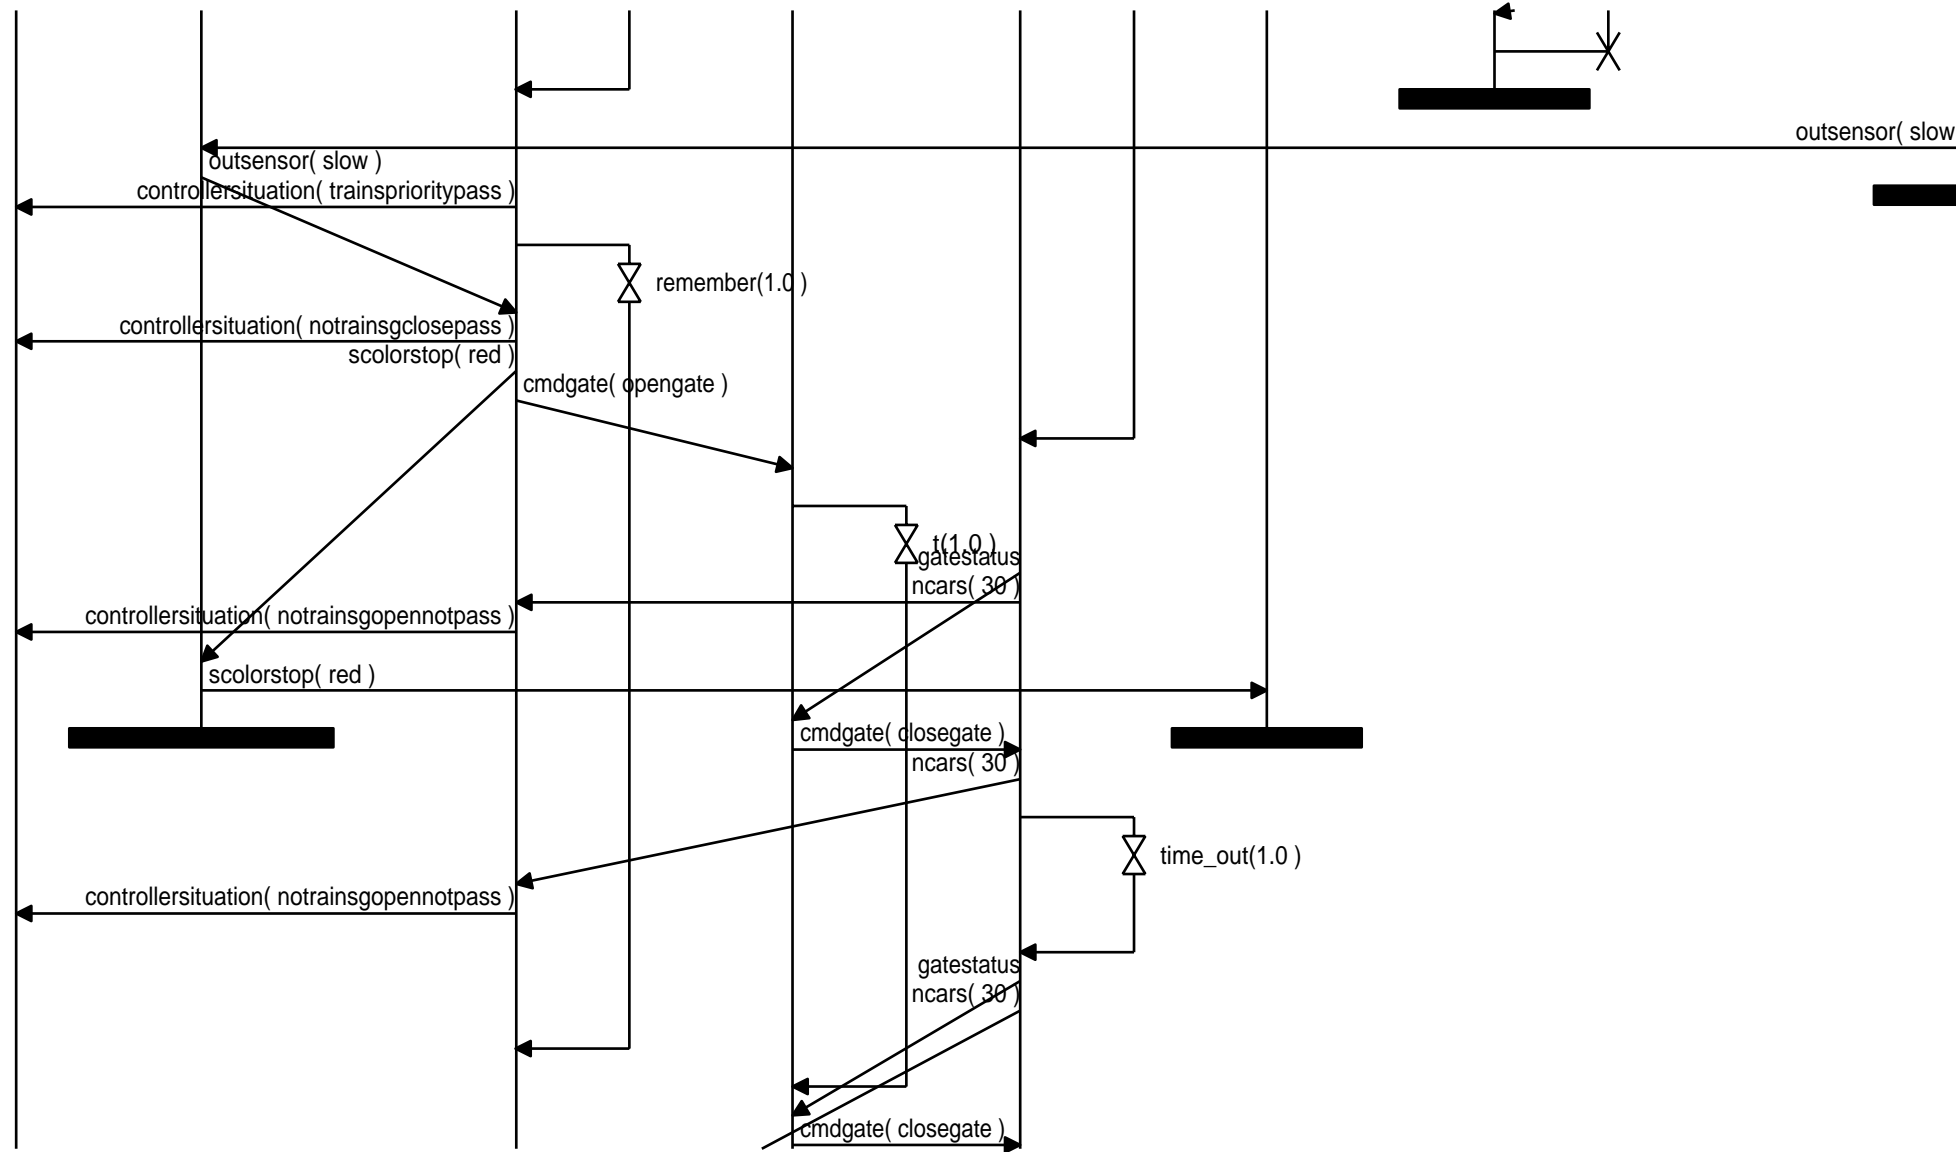 outsensor( slow
outsensor( slow )
controllersituation( trainsprioritypass )
remember(1.0 )
controllersituation( notrainsgclosepass )
scolorstop( red )
cmdgate( opengate )
t(1.0 )
gatestatus
ncars( 30 )
controllersituation( notrainsgopennotpass )
scolorstop( red )
cmdgate( closegate )
ncars( 30 )
time_out(1.0 )
controllersituation( notrainsgopennotpass )
gatestatus
ncars( 30 )
cmdgate( closegate )